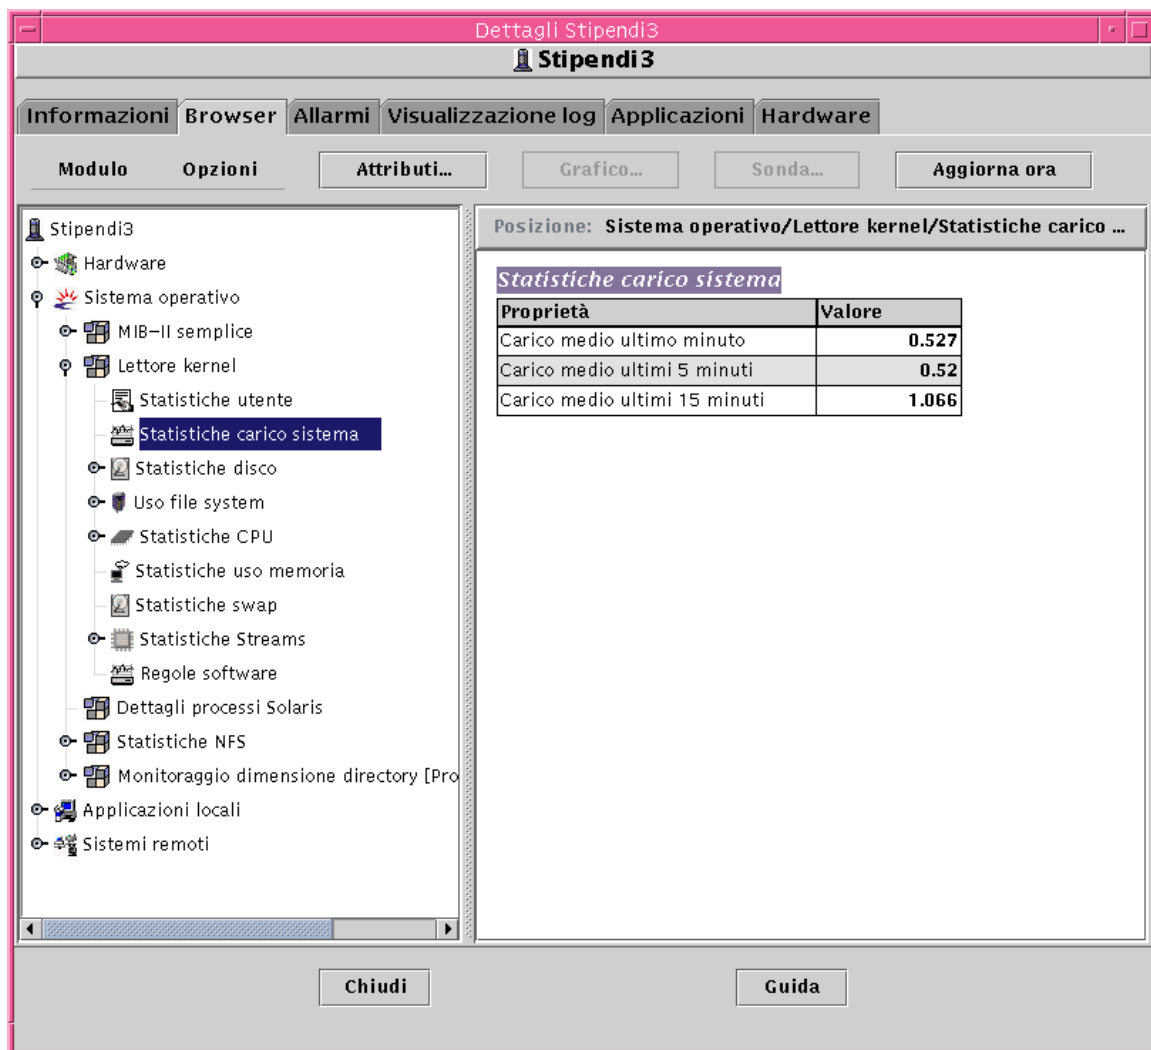 Dettagli Stipendi3
Stipendi3
Informazioni Browser Allarmi Visualizzazione log Applicazioni Hardware
Modulo Opzioni Attributi... Grafico... Sonda... Aggiorna ora
Stipendi3
Hardware
Sistema operativo
MIB-II semplice
Lettore kernel
Statistiche utente
Statistiche carico sistema
Statistiche disco
Uso file system
Statistiche CPU
Statistiche uso memoria
Statistiche swap
Statistiche Streams
Regole software
Dettagli processi Solaris
Statistiche NFS
Monitoraggio dimensione directory [Pro
Applicazioni locali
Sistemi remoti
Posizione: Sistema operativo/Lettore kernel/Statistiche carico ...
Statistiche carico sistema
Proprietà Valore
Carico medio ultimo minuto 0.527
Carico medio ultimi 5 minuti 0.52
Carico medio ultimi 15 minuti 1.066
Chiudi Guida